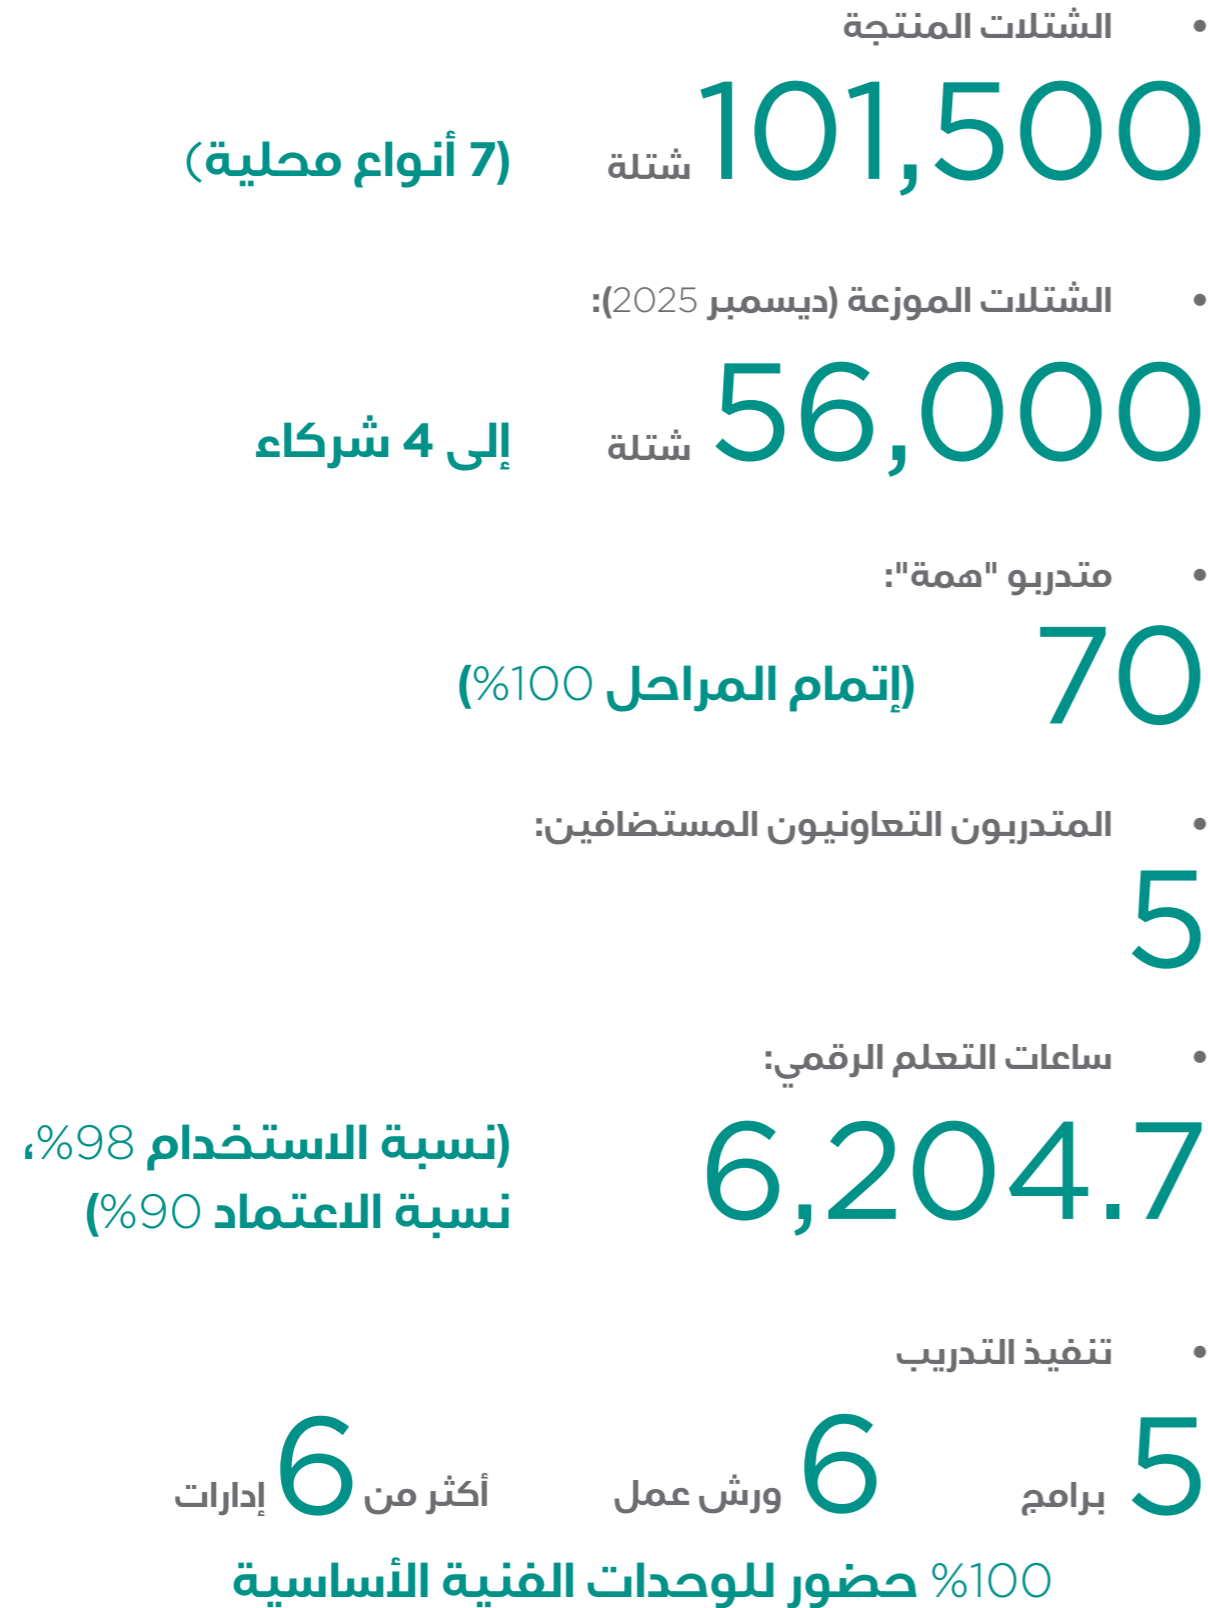 • الشتلات المنتجة
101,500 شتلة (7 أنواع محلية)
• الشتلات الموزعة (ديسمبر 2025):
56,000 شتلة إلى 4 شركاء
• متدربو "همة":
70 (إتمام المراحل 100%)
• المتدربون التعاونيون المستضافين:
5
• ساعات التعلم الرقمي:
6,204.7 (نسبة الاستخدام 98%،
نسبة الاعتماد 90%)
• تنفيذ التدريب
5 برامج 6 ورش عمل أكثر من 6 إدارات
100% حضور للوحدات الفنية الأساسية